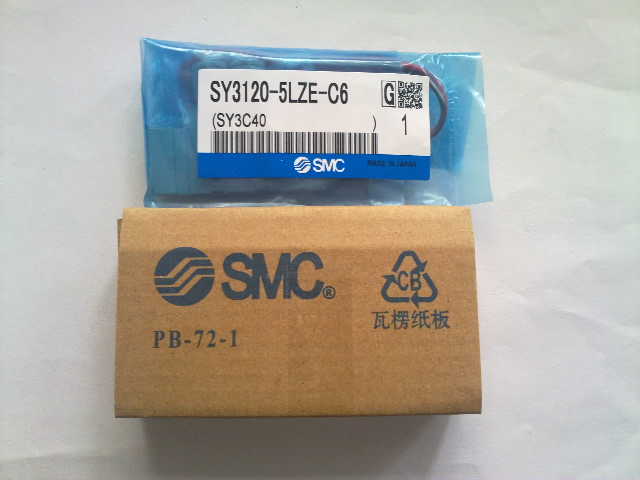 SY3120-5LZE-C6
G
(SY3C40 ) 1
SMC
MADE IN JAPAN
SMC®
CB
瓦楞纸板
PB-72-1